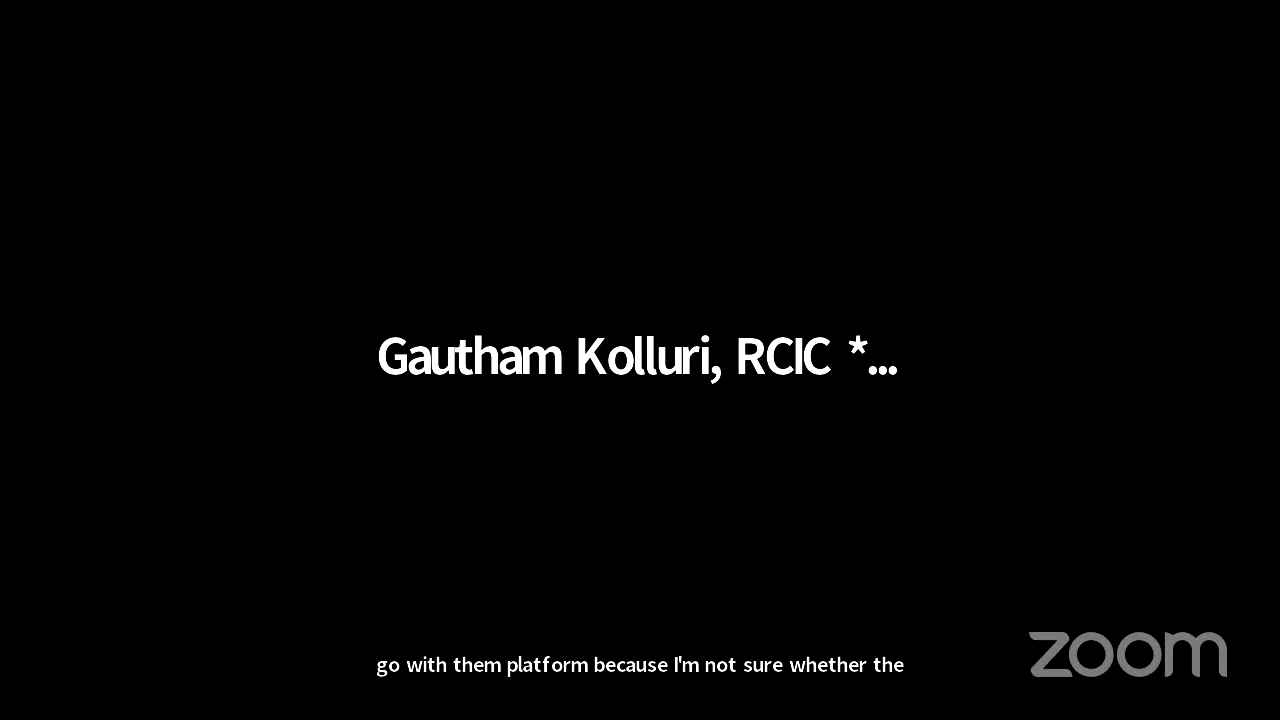 Gautham Kolluri, RCIC *...
go with them platform because I'm not sure whether the
zoom